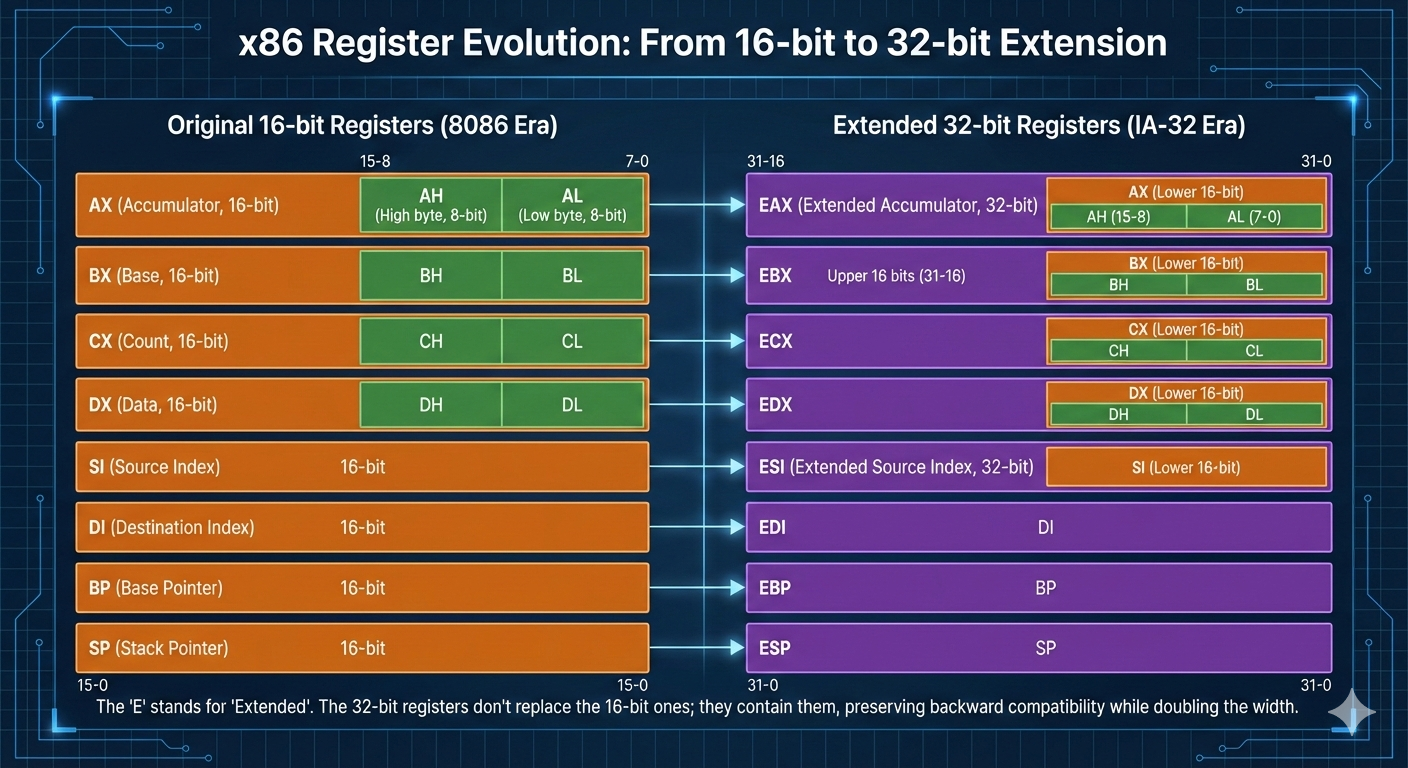 x86 Register Evolution: From 16-bit to 32-bit Extension
Original 16-bit Registers (8086 Era)
15-8
7-0
AX (Accumulator, 16-bit)
AH
(High byte, 8-bit)
AL
(Low byte, 8-bit)
BX (Base, 16-bit)
BH
BL
CX (Count, 16-bit)
CH
CL
DX (Data, 16-bit)
DH
DL
SI (Source Index)
16-bit
DI (Destination Index)
16-bit
BP (Base Pointer)
16-bit
SP (Stack Pointer)
16-bit
15-0
15-0
Extended 32-bit Registers (IA-32 Era)
31-16
31-0
EAX (Extended Accumulator, 32-bit)
AX (Lower 16-bit)
AH (15-8)
AL (7-0)
EBX
Upper 16 bits (31-16)
BX (Lower 16-bit)
BH
BL
ECX
CX (Lower 16-bit)
CH
CL
EDX
DX (Lower 16-bit)
DH
DL
ESI (Extended Source Index, 32-bit)
SI (Lower 16-bit)
EDI
DI
EBP
BP
ESP
SP
31-0
31-0
The 'E' stands for 'Extended'. The 32-bit registers don't replace the 16-bit ones; they contain them, preserving backward compatibility while doubling the width.